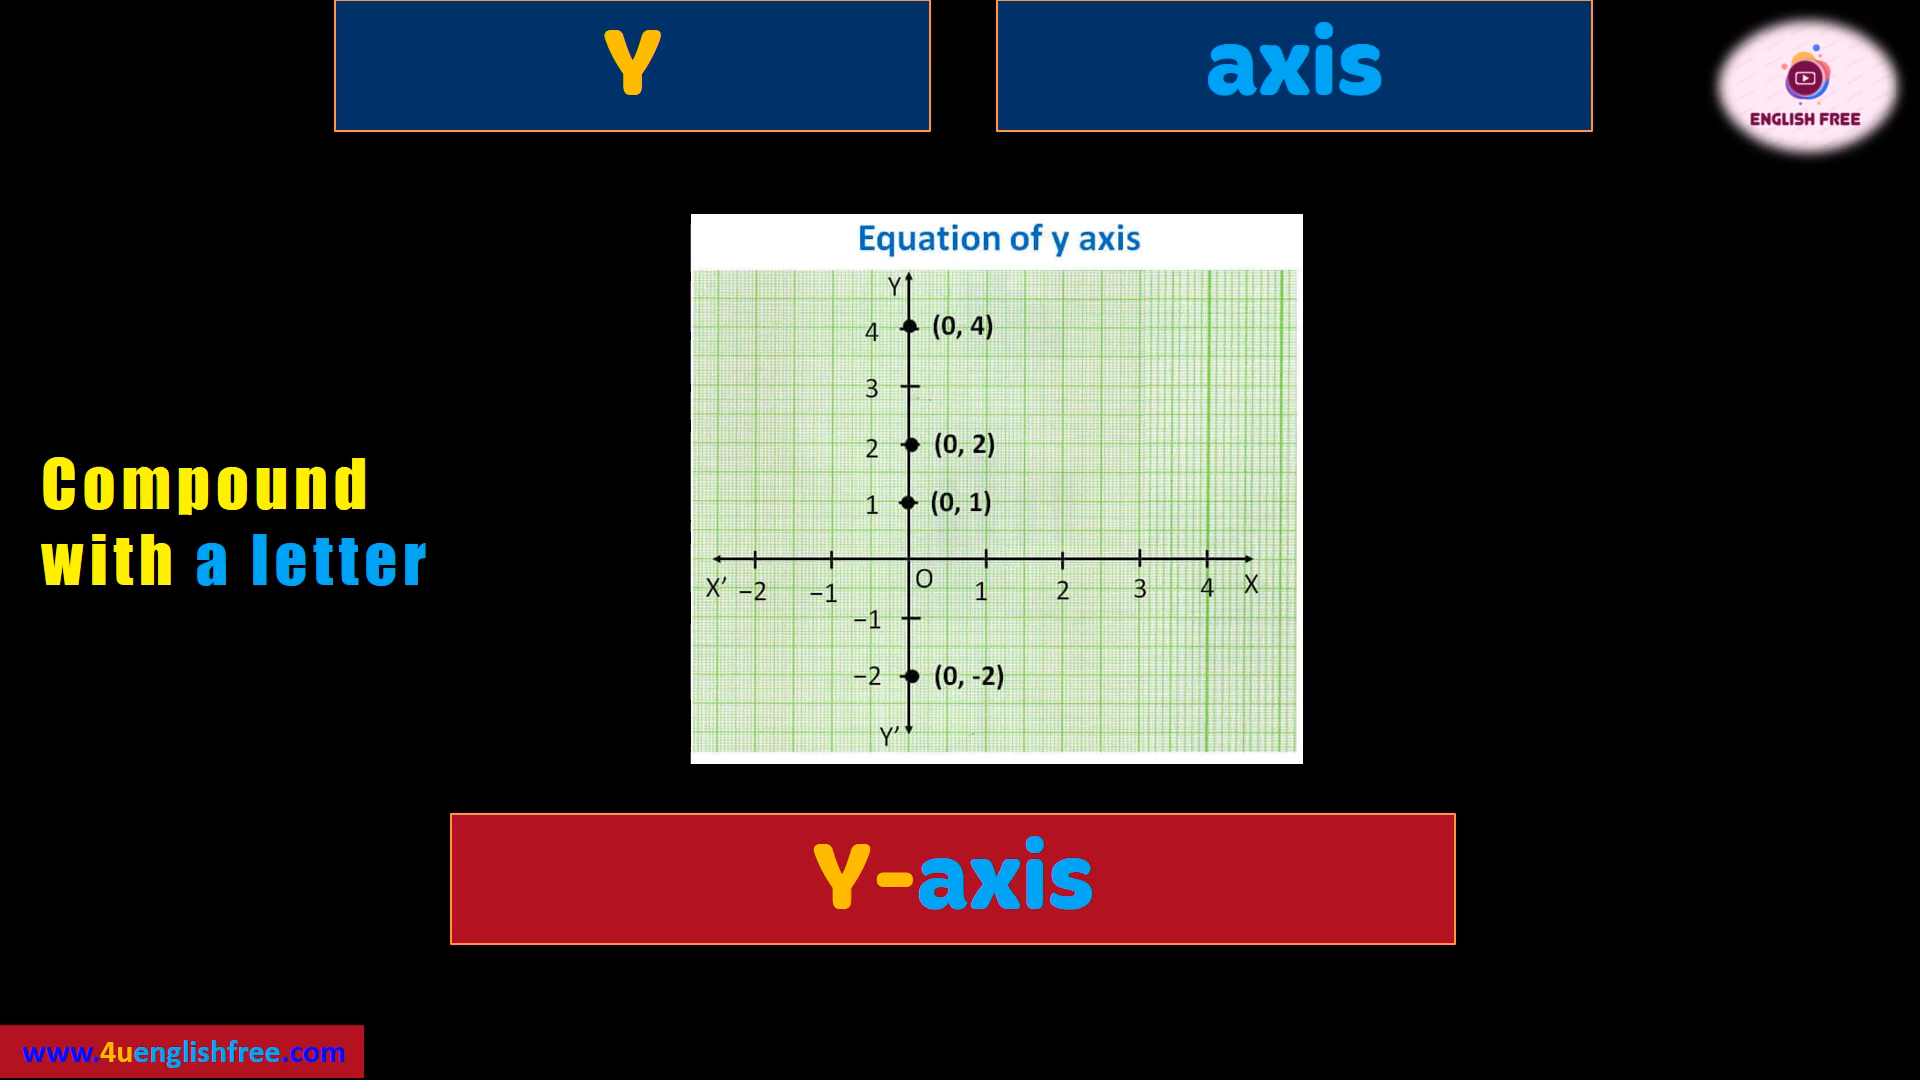 Y
axis
ENGLISH FREE
Equation of y axis
Y
4 (0, 4)
3
2 (0, 2)
1 (0, 1)
X′ −2 −1 O 1 2 3 4 X
−1
−2 (0, -2)
Y′
Compound
with a letter
Y-axis
www.4uenglishfree.com